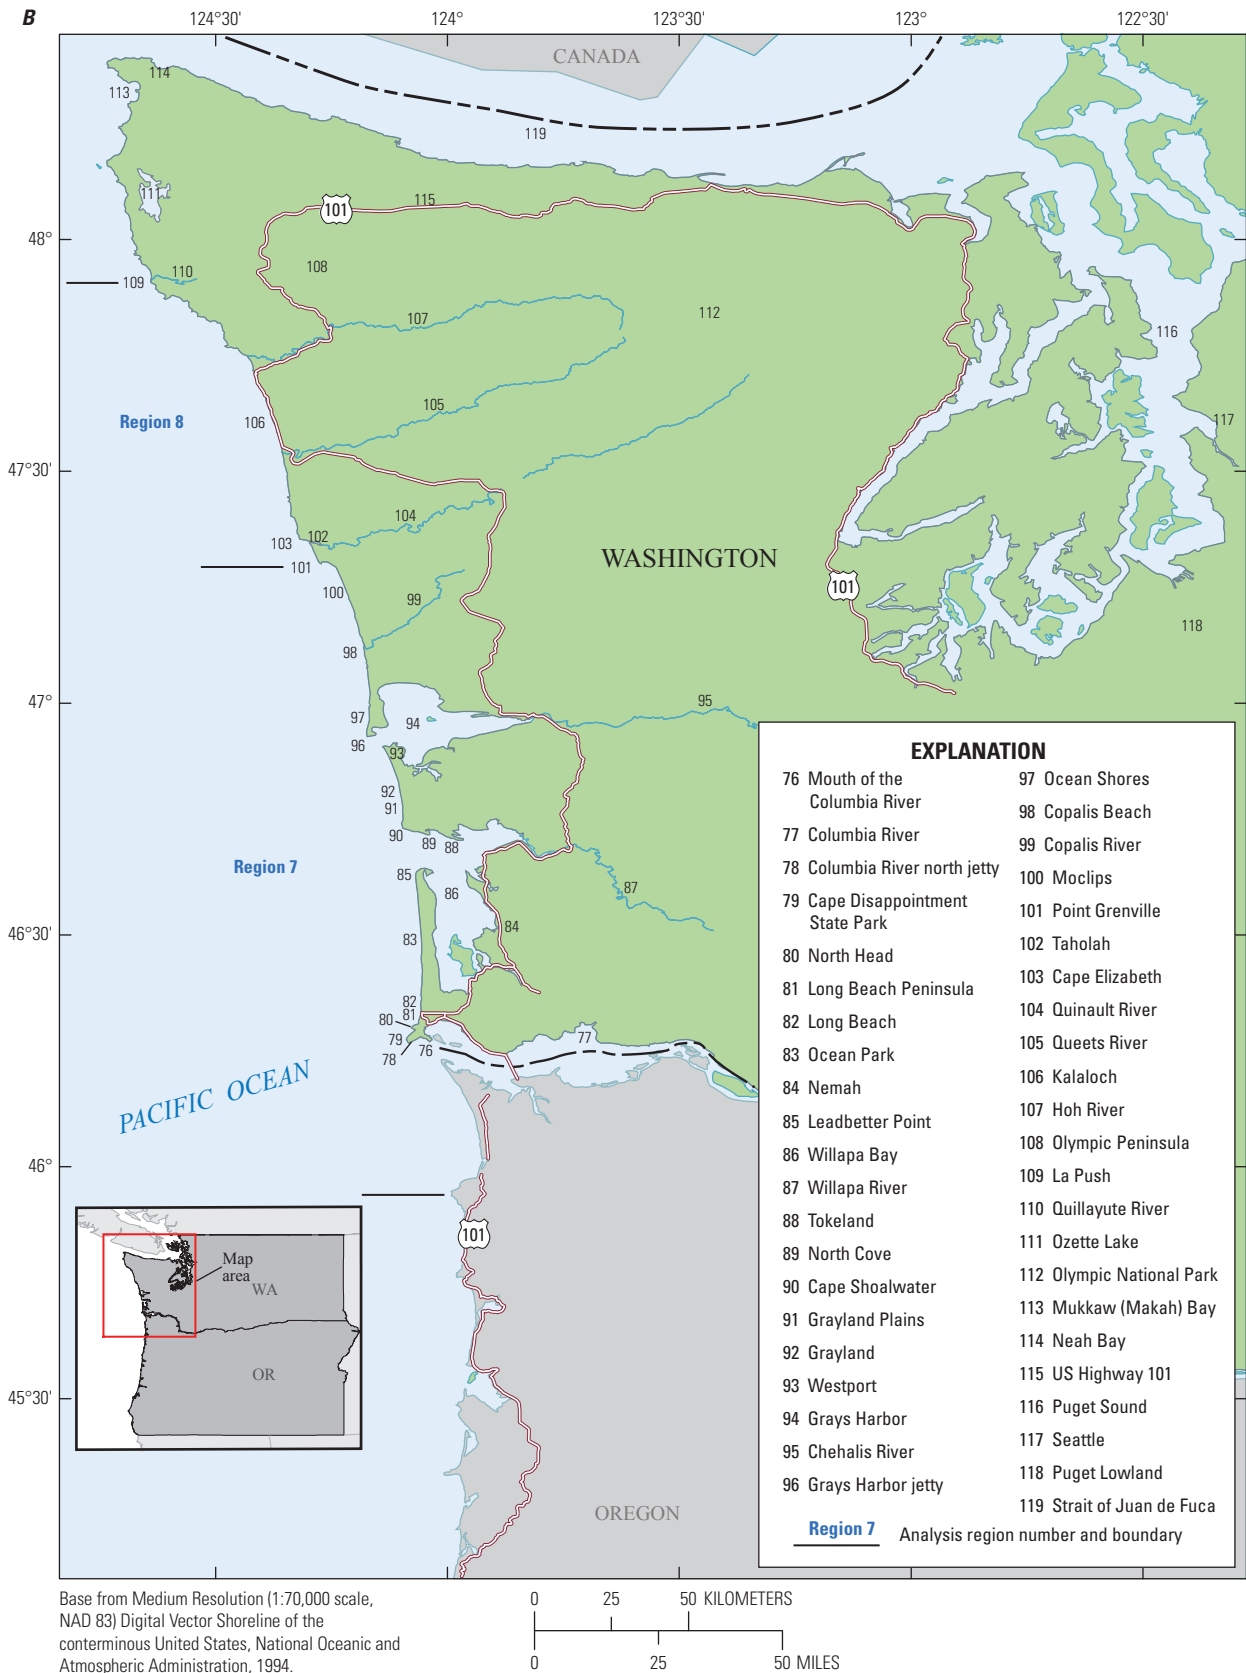 B
124°30'
124°
123°30'
123°
122°30'
CANADA
114
113
119
111
101
115
48°
108
110
109
107
112
116
105
Region 8
106
117
47°30'
104
102
103
WASHINGTON
101
101
100
99
118
98
47°
97
94
95
96
93
92
91
90
89
88
Region 7
85
86
87
84
46°30'
83
82
81
80
79
78
76
77
PACIFIC OCEAN
46°
101
Map
area
WA
OR
45°30'
OREGON
EXPLANATION
76 Mouth of the
Columbia River
77 Columbia River
78 Columbia River north jetty
79 Cape Disappointment
State Park
80 North Head
81 Long Beach Peninsula
82 Long Beach
83 Ocean Park
84 Nemah
85 Leadbetter Point
86 Willapa Bay
87 Willapa River
88 Tokeland
89 North Cove
90 Cape Shoalwater
91 Grayland Plains
92 Grayland
93 Westport
94 Grays Harbor
95 Chehalis River
96 Grays Harbor jetty
97 Ocean Shores
98 Copalis Beach
99 Copalis River
100 Moclips
101 Point Grenville
102 Taholah
103 Cape Elizabeth
104 Quinault River
105 Queets River
106 Kalaloch
107 Hoh River
108 Olympic Peninsula
109 La Push
110 Quillayute River
111 Ozette Lake
112 Olympic National Park
113 Mukkaw (Makah) Bay
114 Neah Bay
115 US Highway 101
116 Puget Sound
117 Seattle
118 Puget Lowland
119 Strait of Juan de Fuca
Region 7 Analysis region number and boundary
Base from Medium Resolution (1:70,000 scale,
NAD 83) Digital Vector Shoreline of the
conterminous United States, National Oceanic and
Atmospheric Administration, 1994.
0 25 50 KILOMETERS
0 25 50 MILES